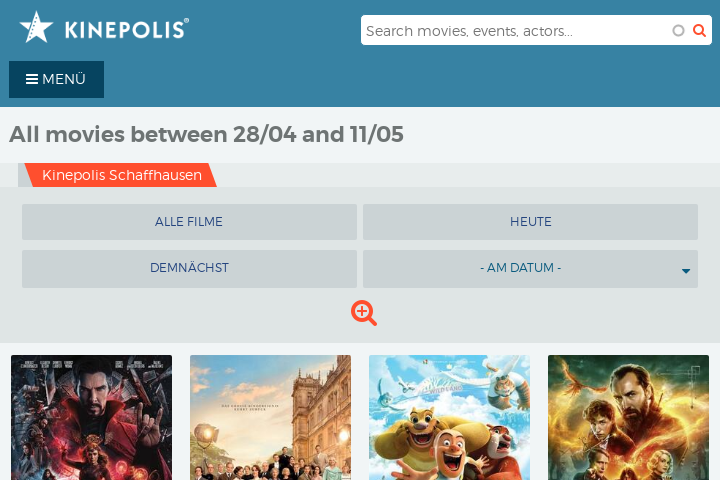 KINEPOLIS
Search movies, events, actors...
MENÜ
All movies between 28/04 and 11/05
Kinepolis Schaffhausen
ALLE FILME
HEUTE
DEMNÄCHST
- AM DATUM -